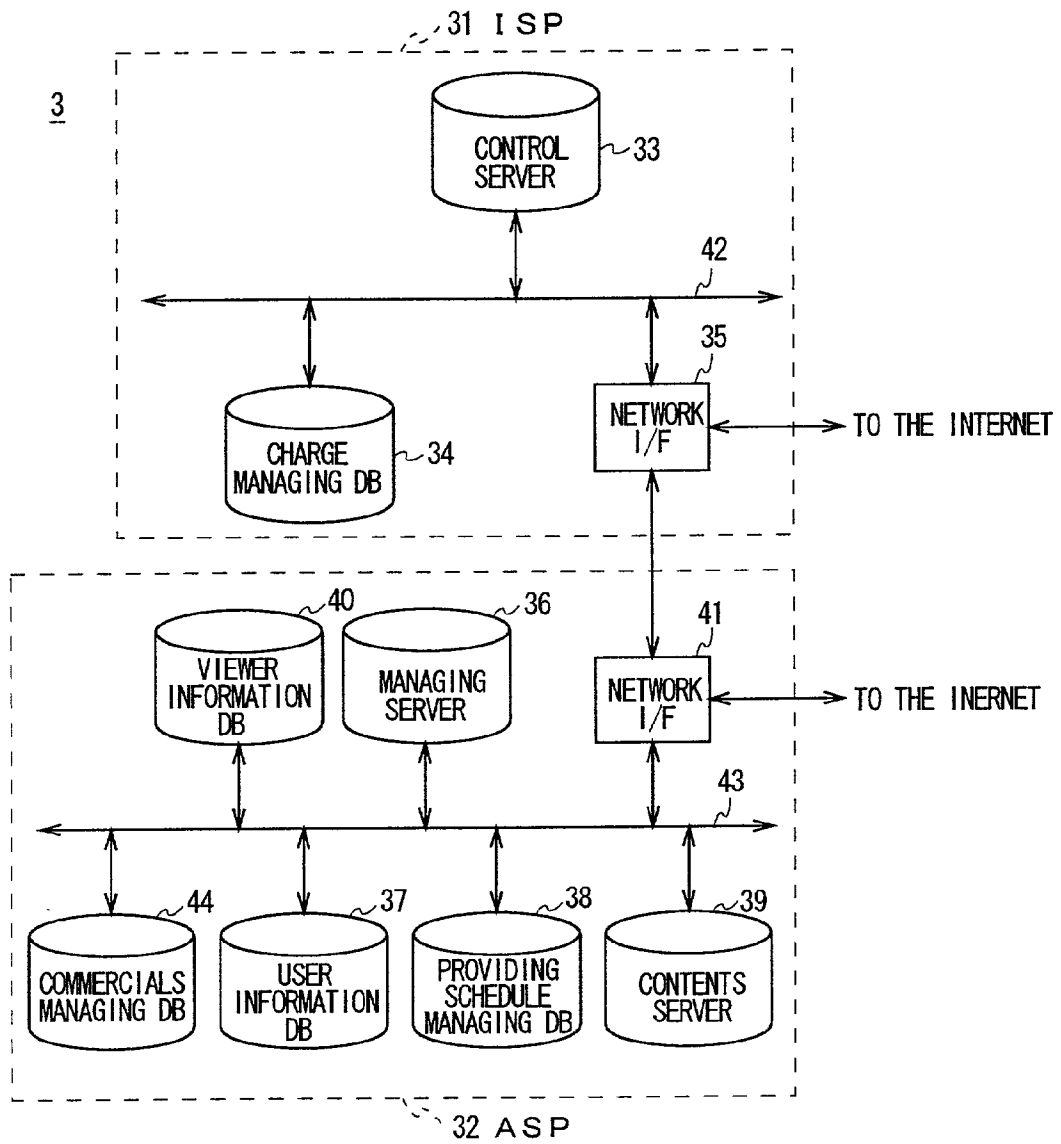 31 ISP
3
CONTROL
SERVER
33
42
35
NETWORK
I/F
TO THE INTERNET
CHARGE
MANAGING DB
34
40
36
41
VIEWER
INFORMATION
DB
MANAGING
SERVER
NETWORK
I/F
TO THE INERNET
43
44
37
38
39
COMMERCIALS
MANAGING DB
USER
INFORMATION
DB
PROVIDING
SCHEDULE
MANAGING DB
CONTENTS
SERVER
32 ASP